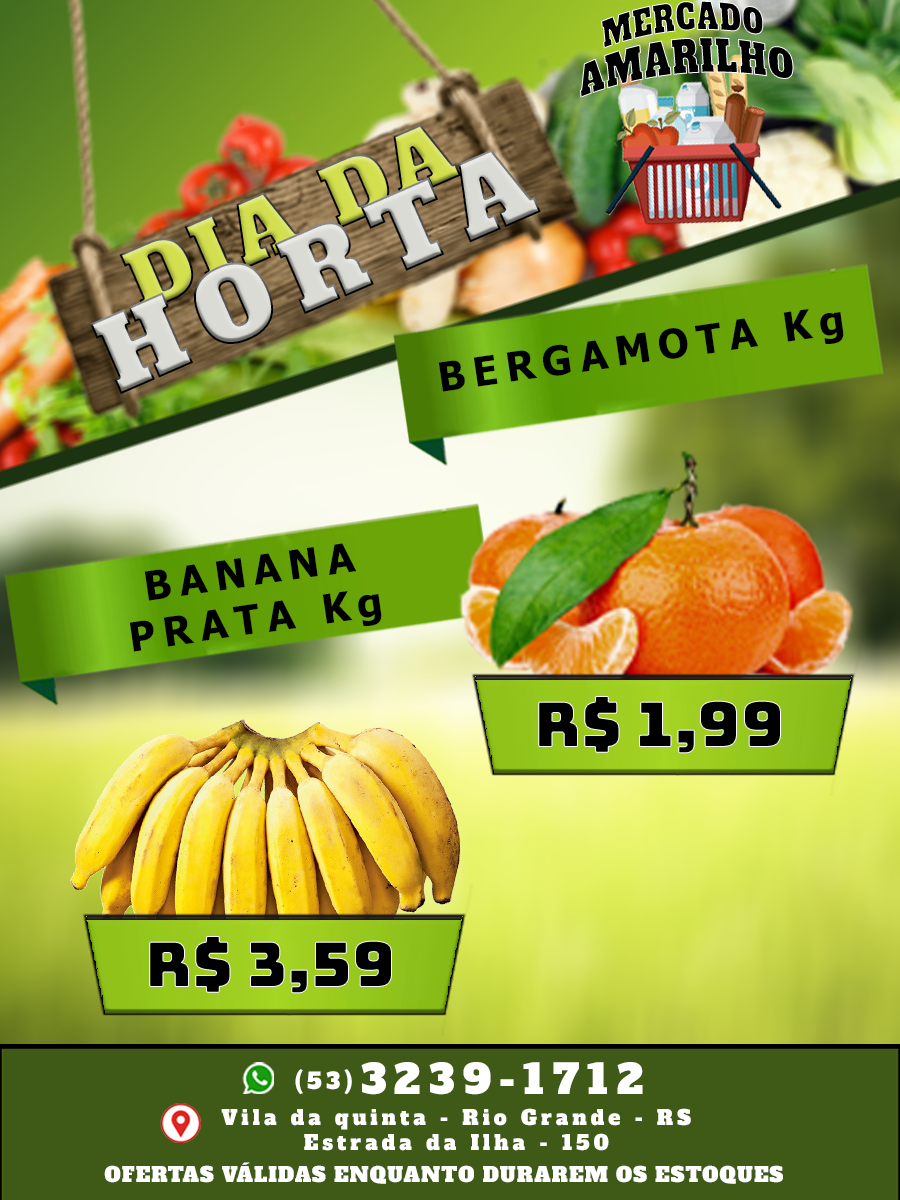 MERCADO
AMARILHO
DIA DA
HORTA
BERGAMOTA Kg
BANANA
PRATA Kg
R$ 1,99
R$ 3,59
(53) 3239-1712
Vila da quinta - Rio Grande - RS
Estrada da Ilha - 150
OFERTAS VÁLIDAS ENQUANTO DURAREM OS ESTOQUES